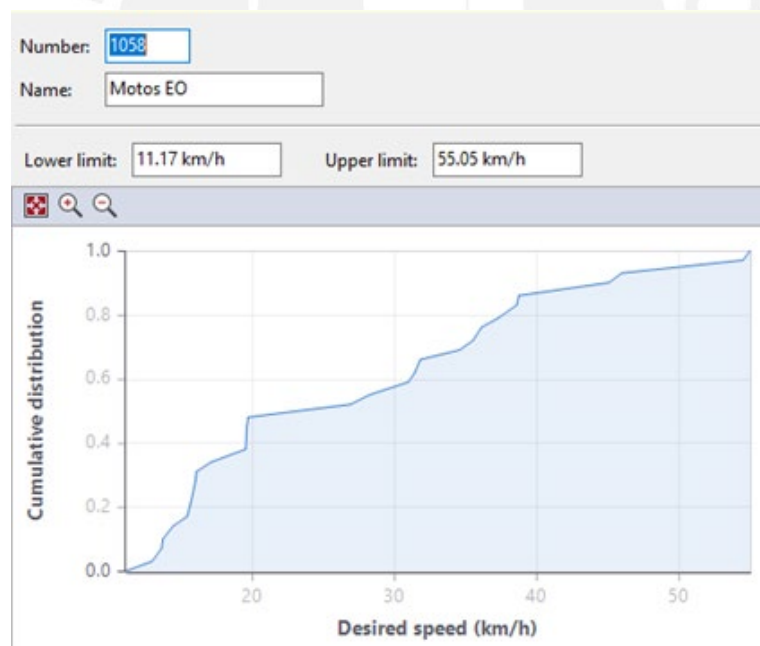 Number: 1058
Name: Motos EO
Lower limit: 11.17 km/h Upper limit: 55.05 km/h
1.0
0.8
0.6
0.4
0.2
0.0
Cumulative distribution
20 30 40 50
Desired speed (km/h)